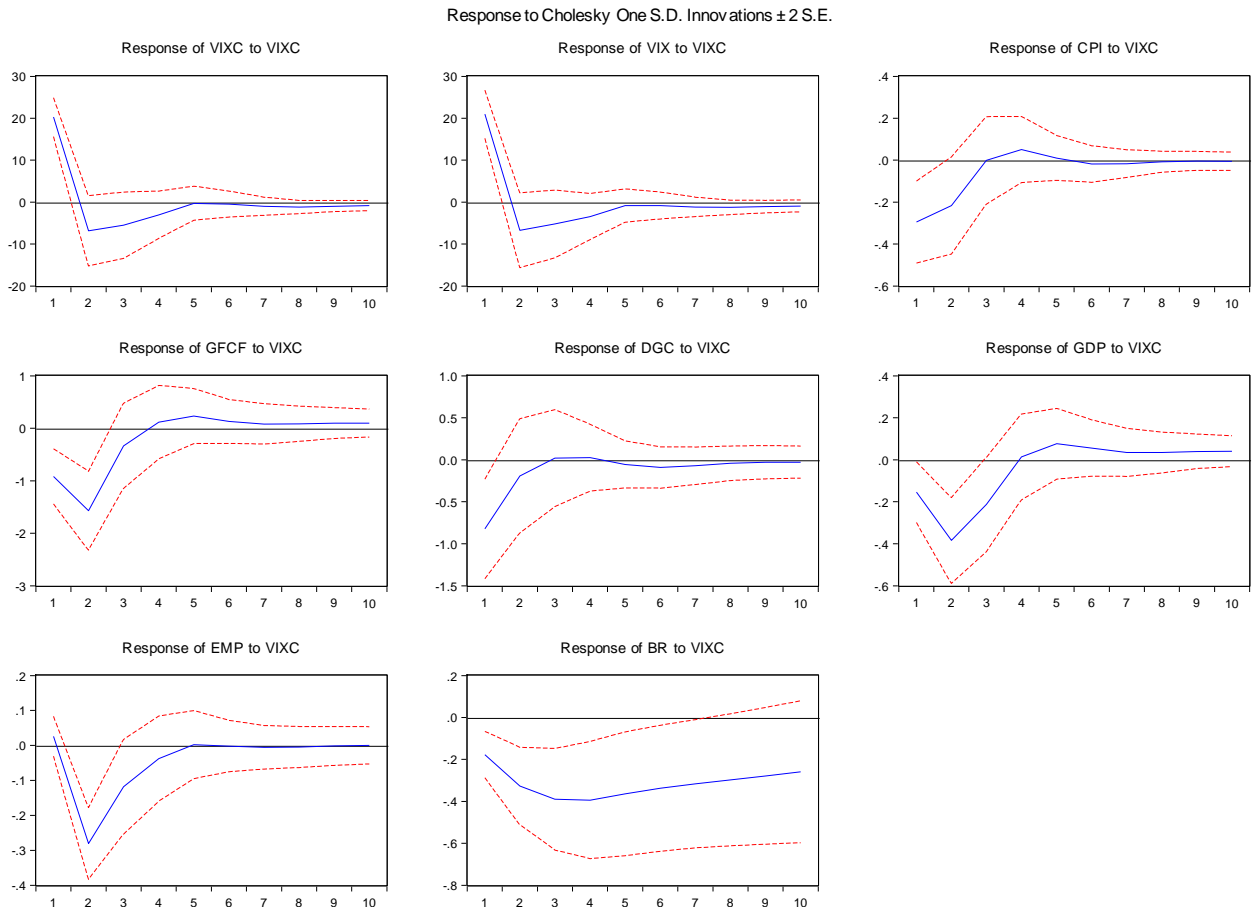 Response to Cholesky One S.D. Innovations ± 2 S.E.
Response of VIXC to VIXC
30
20
10
0
-10
-20
1 2 3 4 5 6 7 8 9 10
Response of VIX to VIXC
30
20
10
0
-10
-20
1 2 3 4 5 6 7 8 9 10
Response of CPI to VIXC
.4
.2
.0
-.2
-.4
-.6
1 2 3 4 5 6 7 8 9 10
Response of GFCF to VIXC
1
0
-1
-2
-3
1 2 3 4 5 6 7 8 9 10
Response of DGC to VIXC
1.0
0.5
0.0
-0.5
-1.0
-1.5
1 2 3 4 5 6 7 8 9 10
Response of GDP to VIXC
.4
.2
.0
-.2
-.4
-.6
1 2 3 4 5 6 7 8 9 10
Response of EMP to VIXC
.2
.1
.0
-.1
-.2
-.3
-.4
1 2 3 4 5 6 7 8 9 10
Response of BR to VIXC
.2
.0
-.2
-.4
-.6
-.8
1 2 3 4 5 6 7 8 9 10